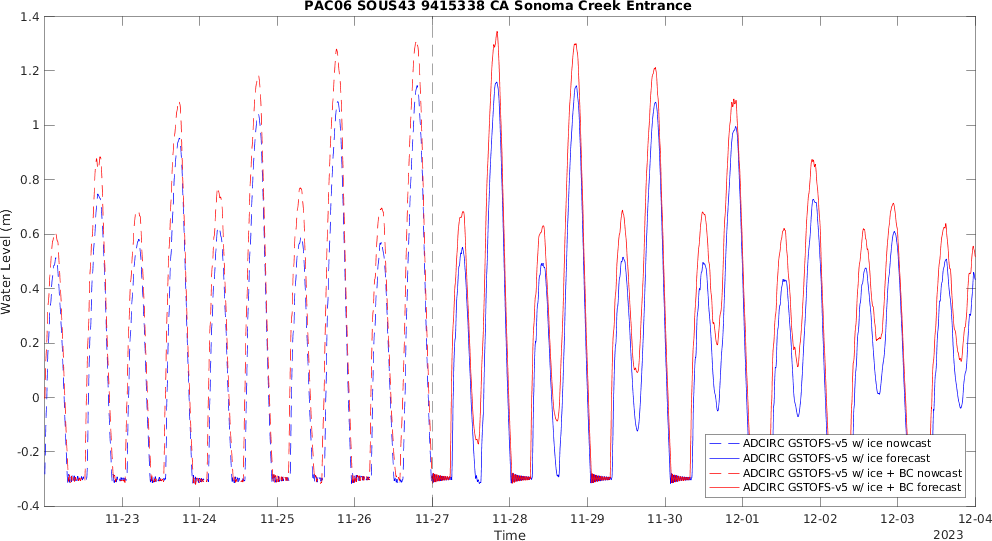 PAC06 SOUS43 9415338 CA Sonoma Creek Entrance
1.4
1.2
1
0.8
0.6
0.4
0.2
0
-0.2
-0.4
Water Level (m)
ADCIRC GSTOFS-v5 w/ ice nowcast
ADCIRC GSTOFS-v5 w/ ice forecast
ADCIRC GSTOFS-v5 w/ ice + BC nowcast
ADCIRC GSTOFS-v5 w/ ice + BC forecast
11-23 11-24 11-25 11-26 11-27 11-28 11-29 11-30 12-01 12-02 12-03 12-04
Time
2023